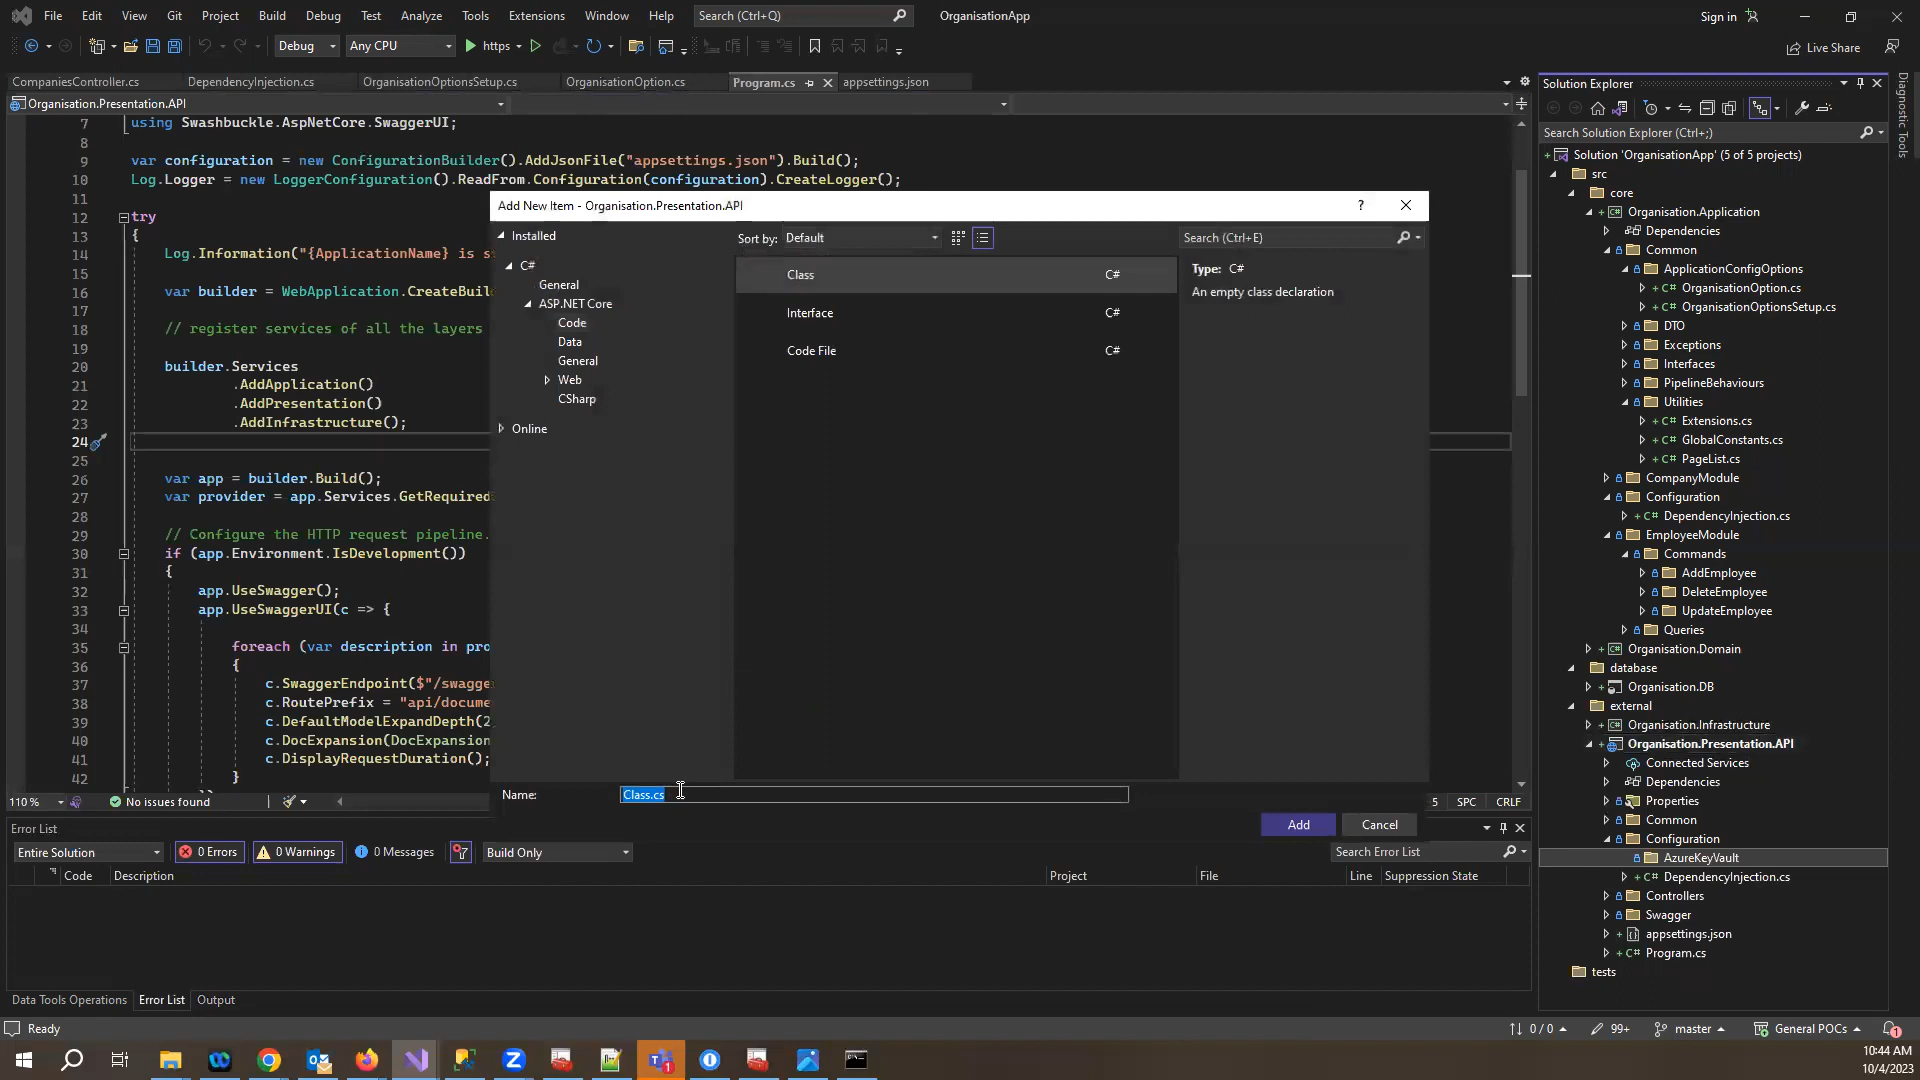 File Edit View Git Project Build Debug Test Analyze Tools Extensions Window Help Search (Ctrl+Q) OrganisationApp Sign in
Debug Any CPU https Live Share
CompaniesController.cs DependencyInjection.cs OrganisationOptionsSetup.cs OrganisationOption.cs Program.cs appsettings.json
Organisation.Presentation.API
7 using Swashbuckle.AspNetCore.SwaggerUI;
8
9 var configuration = new ConfigurationBuilder().AddJsonFile("appsettings.json").Build();
10 Log.Logger = new LoggerConfiguration().ReadFrom.Configuration(configuration).CreateLogger();
11
12 try
13 {
14 Log.Information("{ApplicationName} is s
15
16 var builder = WebApplication.CreateBuil
17
18 // register services of all the layers
19
20 builder.Services
21 .AddApplication()
22 .AddPresentation()
23 .AddInfrastructure();
24
25
26 var app = builder.Build();
27 var provider = app.Services.GetRequired
28
29 // Configure the HTTP request pipeline.
30 if (app.Environment.IsDevelopment())
31 {
32 app.UseSwagger();
33 app.UseSwaggerUI(c => {
34
35 foreach (var description in pro
36 {
37 c.SwaggerEndpoint($"/swagge
38 c.RoutePrefix = "api/docume
39 c.DefaultModelExpandDepth(2
40 c.DocExpansion(DocExpansion
41 c.DisplayRequestDuration();
42 }
110 % No issues found 5 SPC CRLF
Add New Item - Organisation.Presentation.API ?
Installed
C#
General
ASP.NET Core
Code
Data
General
Web
CSharp
Online
Sort by: Default
Class C#
Interface C#
Code File C#
Search (Ctrl+E)
Type: C#
An empty class declaration
Name: Class.cs
Add Cancel
Error List
Entire Solution 0 Errors 0 Warnings 0 Messages Build Only Search Error List
Code Description Project File Line Suppression State
Data Tools Operations Error List Output
Solution Explorer
Search Solution Explorer (Ctrl+;)
Solution 'OrganisationApp' (5 of 5 projects)
src
core
Organisation.Application
Dependencies
Common
ApplicationConfigOptions
OrganisationOption.cs
OrganisationOptionsSetup.cs
DTO
Exceptions
Interfaces
PipelineBehaviours
Utilities
Extensions.cs
GlobalConstants.cs
PageList.cs
CompanyModule
Configuration
DependencyInjection.cs
EmployeeModule
Commands
AddEmployee
DeleteEmployee
UpdateEmployee
Queries
Organisation.Domain
database
Organisation.DB
external
Organisation.Infrastructure
Organisation.Presentation.API
Connected Services
Dependencies
Properties
Common
Configuration
AzureKeyVault
DependencyInjection.cs
Controllers
Swagger
appsettings.json
Program.cs
tests
Diagnostic Tools
Ready 0 / 0 99+ master General POCs 1
10:44 AM
10/4/2023